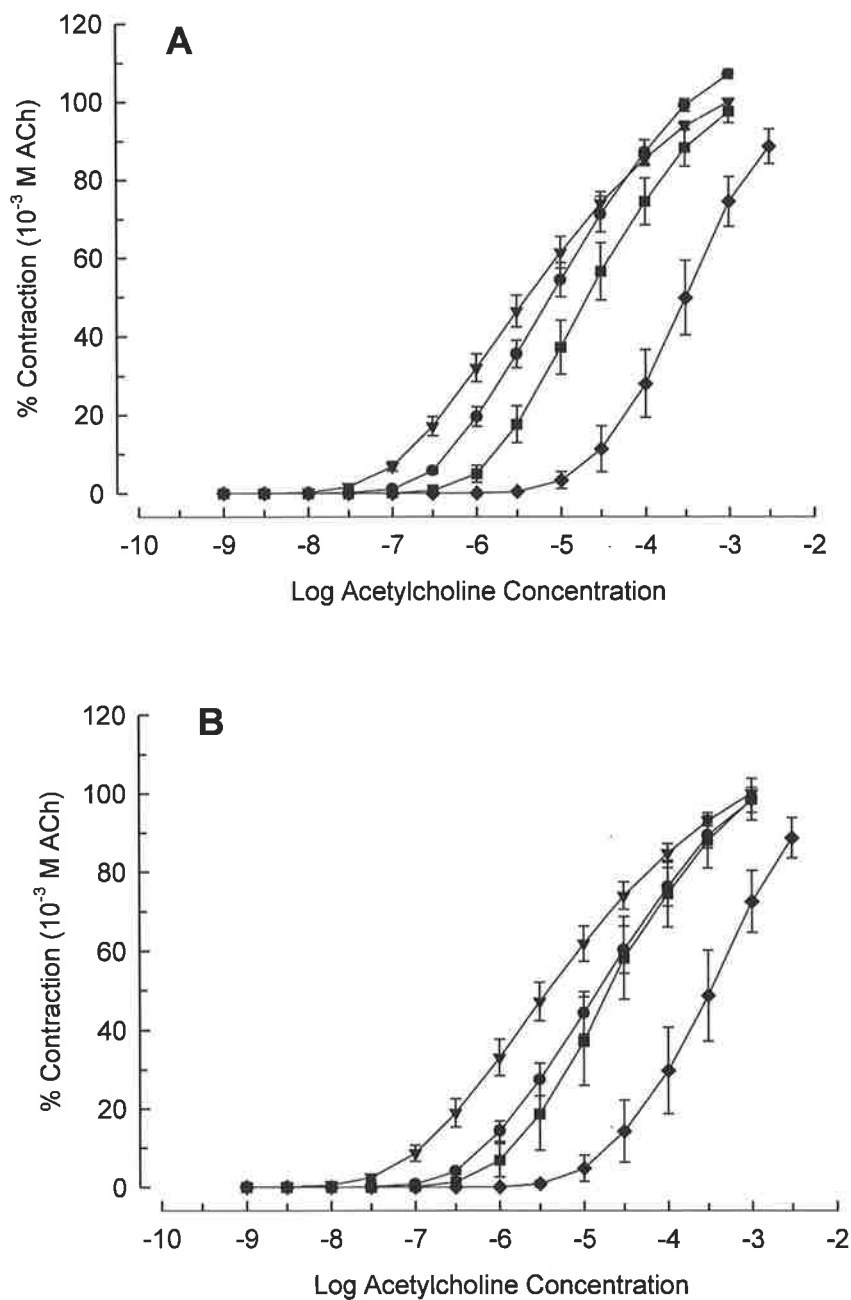 A
120
100
80
60
40
20
0
% Contraction (10⁻³ M ACh)
-10 -9 -8 -7 -6 -5 -4 -3 -2
Log Acetylcholine Concentration
B
120
100
80
60
40
20
0
% Contraction (10⁻³ M ACh)
-10 -9 -8 -7 -6 -5 -4 -3 -2
Log Acetylcholine Concentration